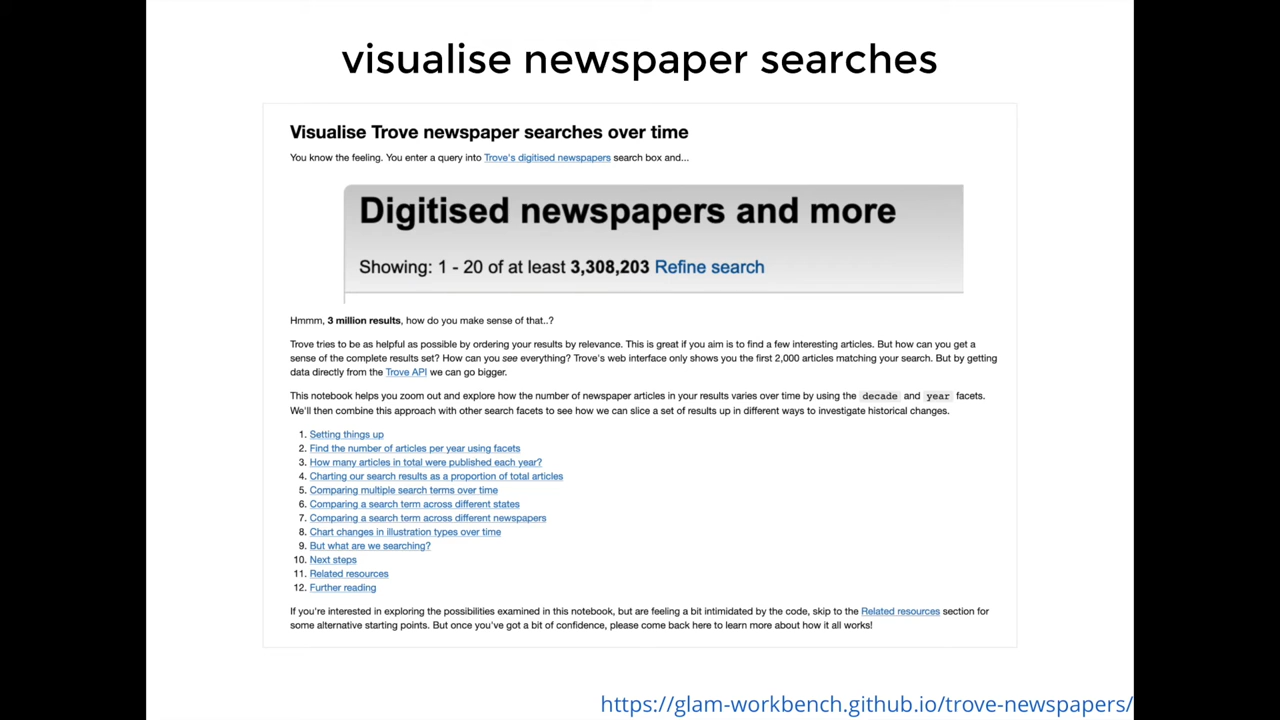 visualise newspaper searches
Visualise Trove newspaper searches over time
You know the feeling. You enter a query into Trove's digitised newspapers search box and...
Digitised newspapers and more
Showing: 1 - 20 of at least 3,308,203 Refine search
Hmmm, 3 million results, how do you make sense of that..?
Trove tries to be as helpful as possible by ordering your results by relevance. This is great if you aim is to find a few interesting articles. But how can you get a
sense of the complete results set? How can you see everything? Trove's web interface only shows you the first 2,000 articles matching your search. But by getting
data directly from the Trove API we can go bigger.
This notebook helps you zoom out and explore how the number of newspaper articles in your results varies over time by using the decade and year facets.
We'll then combine this approach with other search facets to see how we can slice a set of results up in different ways to investigate historical changes.
1. Setting things up
2. Find the number of articles per year using facets
3. How many articles in total were published each year?
4. Charting our search results as a proportion of total articles
5. Comparing multiple search terms over time
6. Comparing a search term across different states
7. Comparing a search term across different newspapers
8. Chart changes in illustration types over time
9. But what are we searching?
10. Next steps
11. Related resources
12. Further reading
If you're interested in exploring the possibilities examined in this notebook, but are feeling a bit intimidated by the code, skip to the Related resources section for
some alternative starting points. But once you've got a bit of confidence, please come back here to learn more about how it all works!
https://glam-workbench.github.io/trove-newspapers/